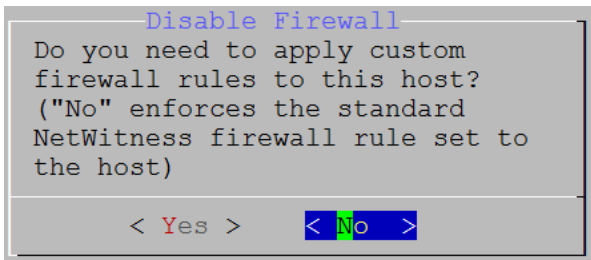 Disable Firewall
Do you need to apply custom
firewall rules to this host?
("No" enforces the standard
NetWitness firewall rule set to
the host)
< Yes > < No >